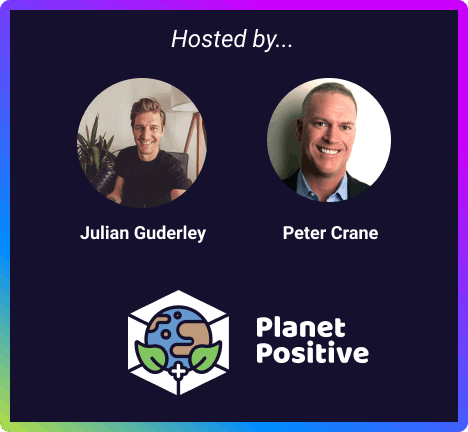 Hosted by...
Julian Guderley
Peter Crane
Planet
Positive